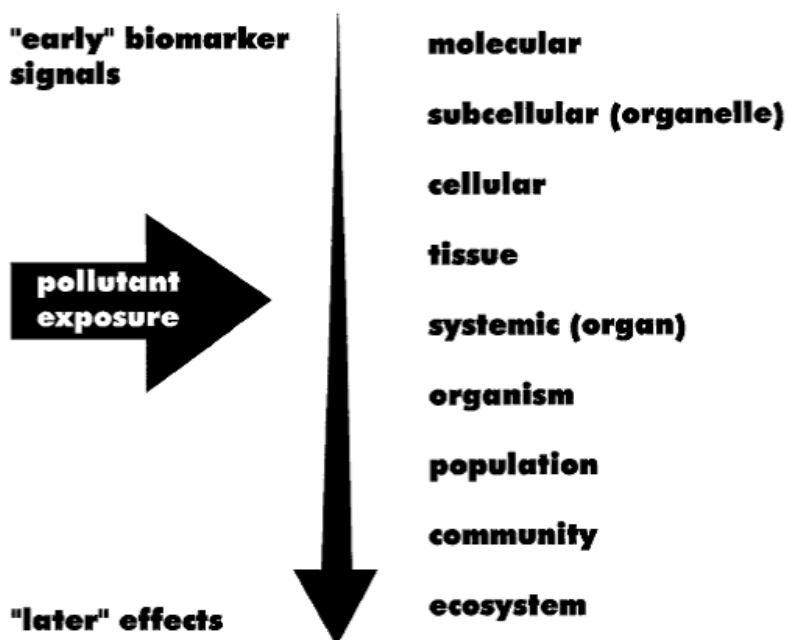 "early" biomarker
signals
pollutant
exposure
"later" effects
molecular
subcellular (organelle)
cellular
tissue
systemic (organ)
organism
population
community
ecosystem